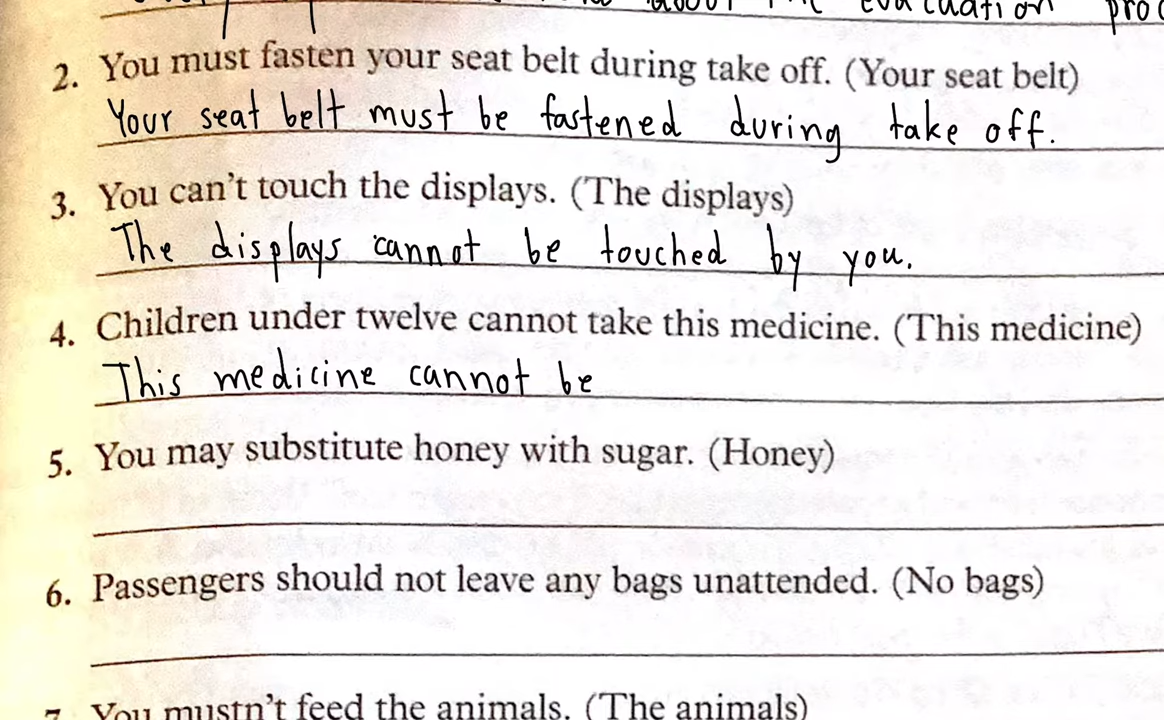 about the evacuation
2. You must fasten your seat belt during take off. (Your seat belt)
Your seat belt must be fastened during take off.
3. You can't touch the displays. (The displays)
The displays cannot be touched by you.
4. Children under twelve cannot take this medicine. (This medicine)
This medicine cannot be
5. You may substitute honey with sugar. (Honey)
6. Passengers should not leave any bags unattended. (No bags)
7. You mustn't feed the animals. (The animals)